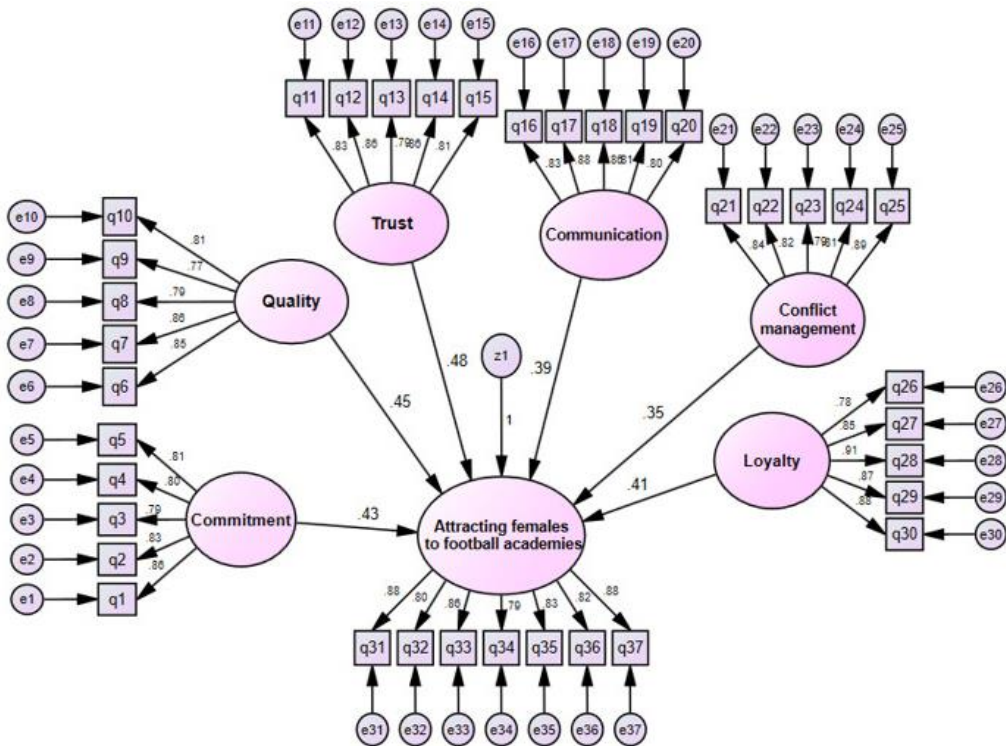 e11 e12 e13 e14 e15
q11 q12 q13 q14 q15
.83 .86 .79 .86 .81
Trust
e16 e17 e18 e19 e20
q16 q17 q18 q19 q20
.83 .88 .86 .81 .80
Communication
e21 e22 e23 e24 e25
q21 q22 q23 q24 q25
.84 .82 .79 .81 .89
Conflict
management
e10 q10 .81
e9 q9 .77
e8 q8 .79
e7 q7 .86
e6 q6 .85
Quality
e5 q5 .81
e4 q4 .80
e3 q3 .79
e2 q2 .83
e1 q1 .86
Commitment
.78 q26 e26
.85 q27 e27
.91 q28 e28
.87 q29 e29
.88 q30 e30
Loyalty
z1
1
.45
.48
.39
.35
.41
.43
Attracting females
to football academies
.88 .80 .86 .79 .83 .82 .88
q31 q32 q33 q34 q35 q36 q37
e31 e32 e33 e34 e35 e36 e37